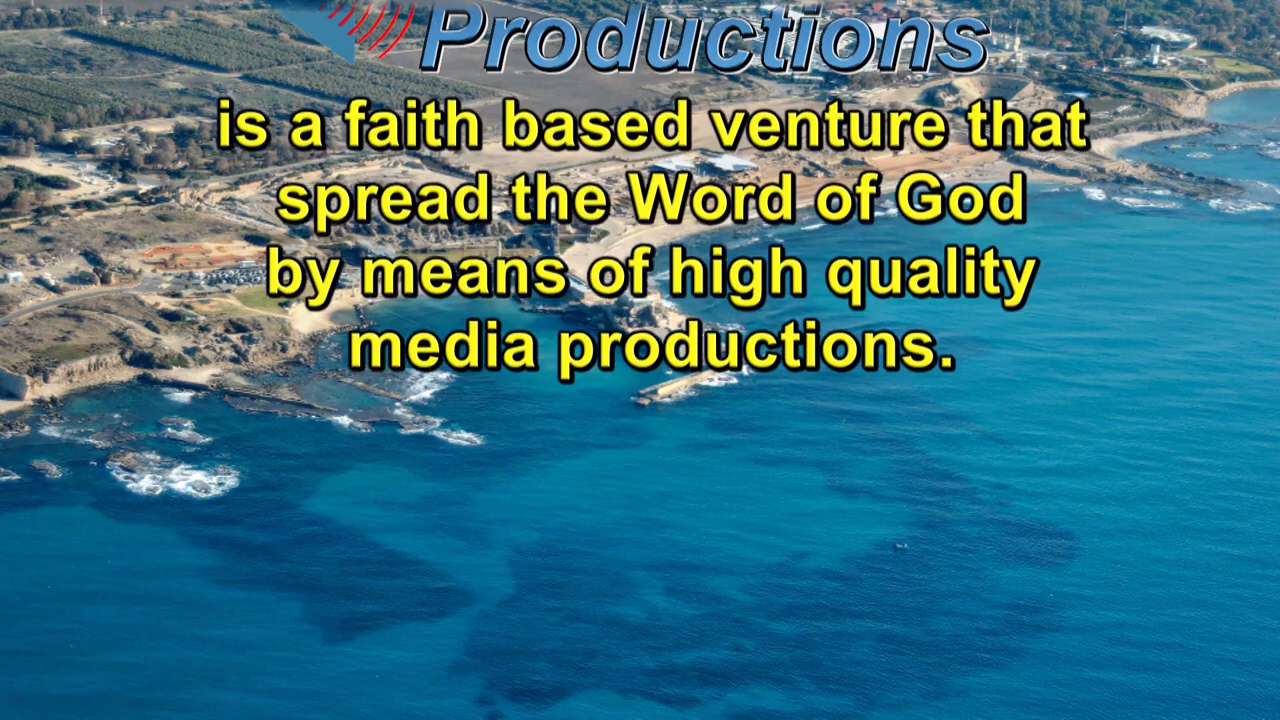 Productions
is a faith based venture that
spread the Word of God
by means of high quality
media productions.